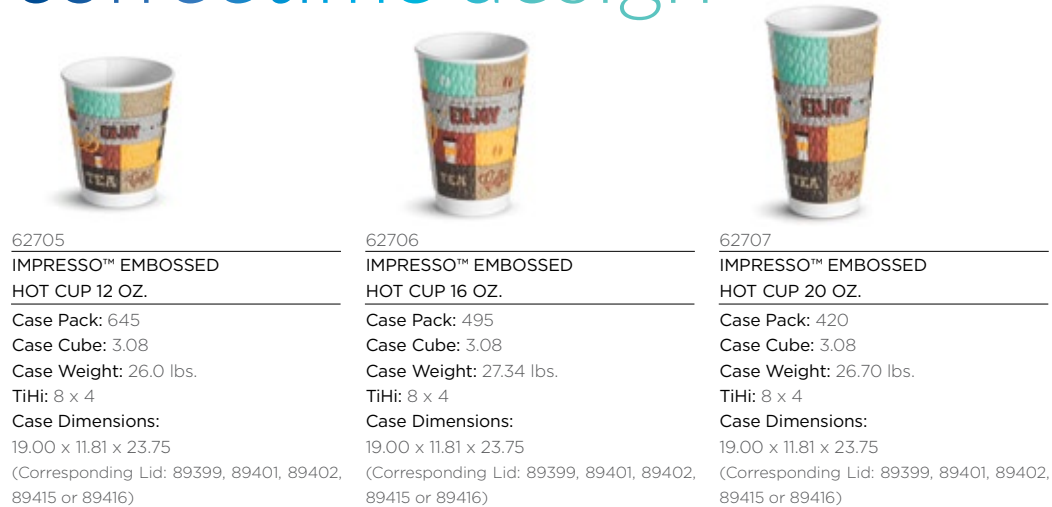 coffeetime design
62705
IMPRESSO™ EMBOSSED
HOT CUP 12 OZ.
Case Pack: 645
Case Cube: 3.08
Case Weight: 26.0 lbs.
TiHi: 8 x 4
Case Dimensions:
19.00 x 11.81 x 23.75
(Corresponding Lid: 89399, 89401, 89402,
89415 or 89416)
ENJOY
TEA Coffee
62706
IMPRESSO™ EMBOSSED
HOT CUP 16 OZ.
Case Pack: 495
Case Cube: 3.08
Case Weight: 27.34 lbs.
TiHi: 8 x 4
Case Dimensions:
19.00 x 11.81 x 23.75
(Corresponding Lid: 89399, 89401, 89402,
89415 or 89416)
ENJOY
TEA Coffee
62707
IMPRESSO™ EMBOSSED
HOT CUP 20 OZ.
Case Pack: 420
Case Cube: 3.08
Case Weight: 26.70 lbs.
TiHi: 8 x 4
Case Dimensions:
19.00 x 11.81 x 23.75
(Corresponding Lid: 89399, 89401, 89402,
89415 or 89416)
ENJOY
TEA Coffee